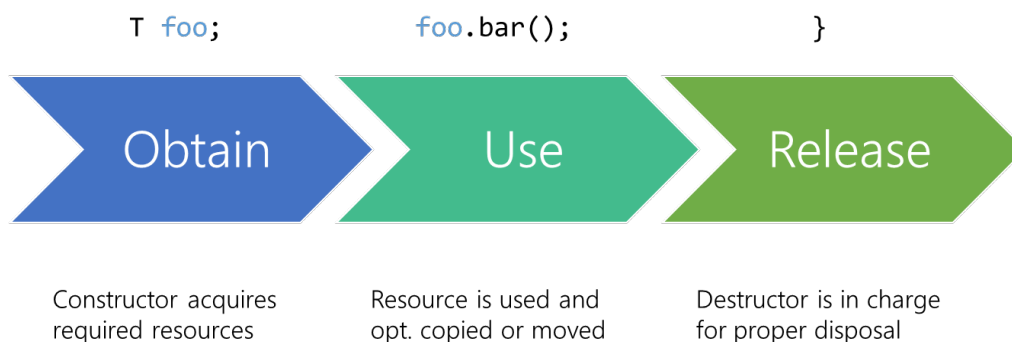 T foo;
foo.bar();
}
Obtain
Use
Release
Constructor acquires
required resources
Resource is used and
opt. copied or moved
Destructor is in charge
for proper disposal